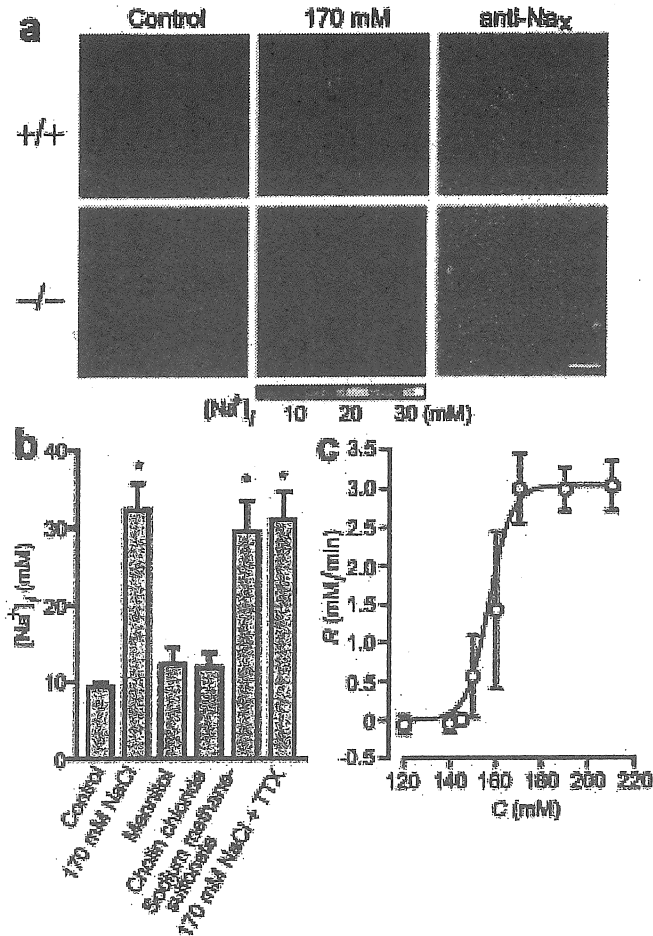 a
Control 170 mM anti-Nax
+/+
-/-
[Na+]i 10 20 30 (mM)
b
40
30
20
10
0
[Na+]i (mM)
Control
170 mM NaCl
Mannitol
Cholin chloride
Sodium methane-
sulfonate
170 mM NaCl + TTX
* * *
c
3.5
3.0
2.5
2.0
1.5
1.0
0.5
0
-0.5
R (mM/min)
120 140 160 180 200 220
C (mM)